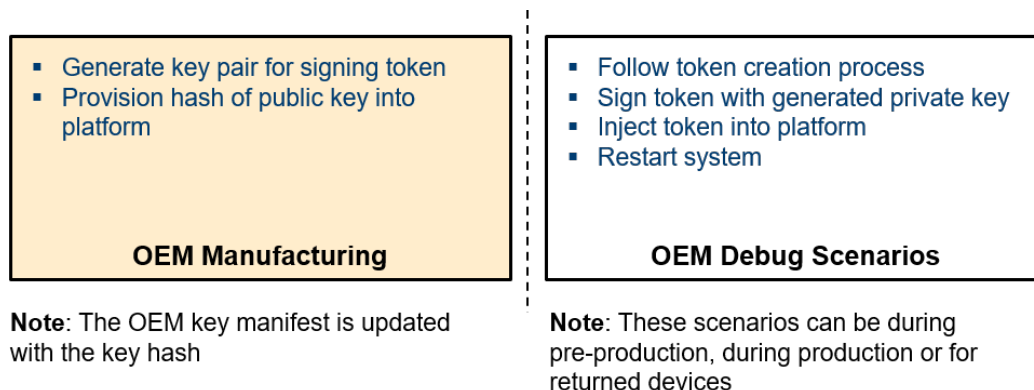 ▪ Generate key pair for signing token
▪ Provision hash of public key into
platform
OEM Manufacturing
Note: The OEM key manifest is updated
with the key hash
▪ Follow token creation process
▪ Sign token with generated private key
▪ Inject token into platform
▪ Restart system
OEM Debug Scenarios
Note: These scenarios can be during
pre-production, during production or for
returned devices